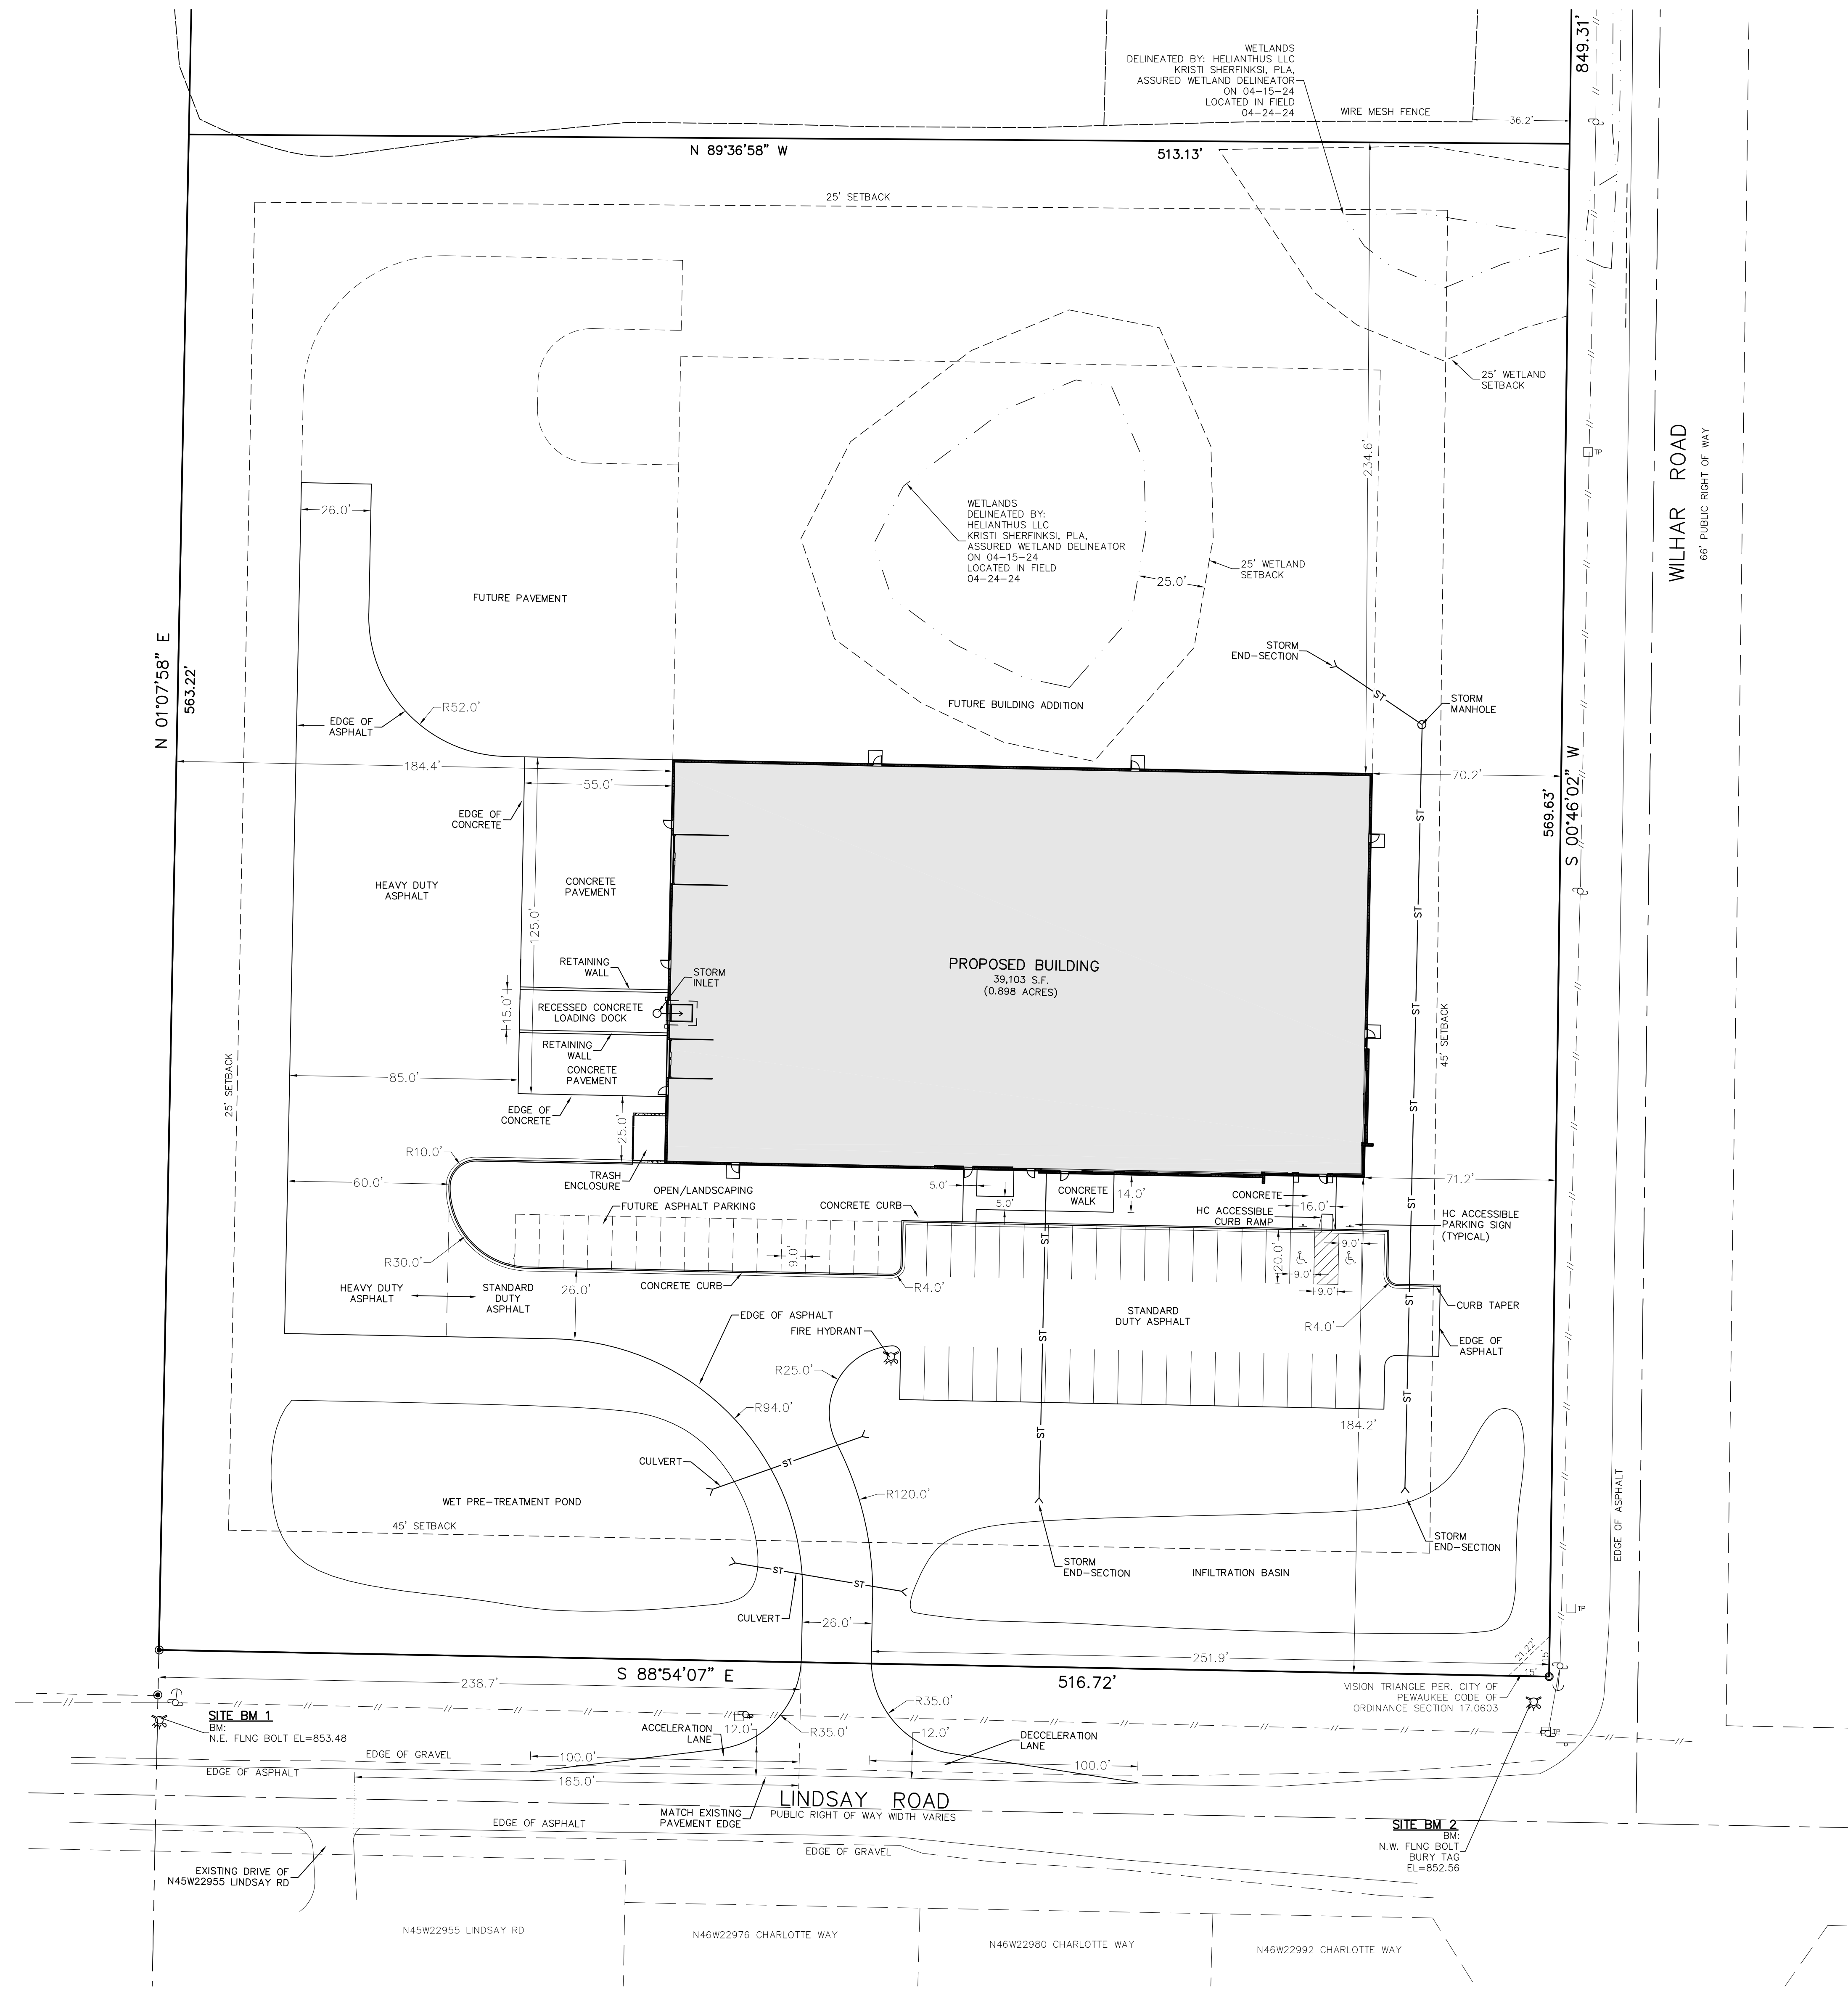 849.31'
WETLANDS
DELINEATED BY: HELIANTHUS LLC
KRISTI SHERFINKSI, PLA,
ASSURED WETLAND DELINEATOR
ON 04-15-24
LOCATED IN FIELD
04-24-24
WIRE MESH FENCE
36.2'
N 89°36'58" W
513.13'
25' SETBACK
25' WETLAND
SETBACK
WILHAR ROAD
66' PUBLIC RIGHT OF WAY
TP
234.6'
26.0'
WETLANDS
DELINEATED BY:
HELIANTHUS LLC
KRISTI SHERFINKSI, PLA,
ASSURED WETLAND DELINEATOR
ON 04-15-24
LOCATED IN FIELD
04-24-24
25' WETLAND
SETBACK
25.0'
FUTURE PAVEMENT
N 01°07'58" E
563.22'
STORM
END-SECTION
ST
STORM
MANHOLE
FUTURE BUILDING ADDITION
R52.0'
EDGE OF
ASPHALT
184.4'
55.0'
70.2'
569.63'
S 00°46'02" W
EDGE OF
CONCRETE
ST
HEAVY DUTY
ASPHALT
CONCRETE
PAVEMENT
125.0'
ST
RETAINING
WALL
STORM
INLET
PROPOSED BUILDING
39,103 S.F.
(0.898 ACRES)
15.0'
RECESSED CONCRETE
LOADING DOCK
ST
45' SETBACK
RETAINING
WALL
CONCRETE
PAVEMENT
85.0'
25' SETBACK
EDGE OF
CONCRETE
25.0'
ST
R10.0'
TRASH
ENCLOSURE
60.0'
OPEN/LANDSCAPING
FUTURE ASPHALT PARKING
CONCRETE CURB
5.0'
5.0'
CONCRETE
WALK
14.0'
CONCRETE
16.0'
HC ACCESSIBLE
CURB RAMP
71.2'
ST
HC ACCESSIBLE
PARKING SIGN
(TYPICAL)
R30.0'
9.0'
ST
20.0'
9.0'
9.0'
9.0'
HEAVY DUTY
ASPHALT
STANDARD
DUTY
ASPHALT
26.0'
CONCRETE CURB
R4.0'
EDGE OF ASPHALT
FIRE HYDRANT
STANDARD
DUTY ASPHALT
ST
R4.0'
ST
CURB TAPER
EDGE OF
ASPHALT
R25.0'
R94.0'
ST
184.2'
ST
CULVERT
ST
WET PRE-TREATMENT POND
R120.0'
45' SETBACK
EDGE OF ASPHALT
STORM
END-SECTION
STORM
END-SECTION
INFILTRATION BASIN
ST
ST
CULVERT
26.0'
TP
251.9'
21.22'
15'
15'
S 88°54'07" E
516.72'
238.7'
VISION TRIANGLE PER. CITY OF
PEWAUKEE CODE OF
ORDINANCE SECTION 17.0603
SITE BM 1
BM:
N.E. FLNG BOLT EL=853.48
ACCELERATION
LANE
12.0'
R35.0'
R35.0'
12.0'
DECCELERATION
LANE
TP
EDGE OF GRAVEL
100.0'
100.0'
EDGE OF ASPHALT
165.0'
LINDSAY ROAD
PUBLIC RIGHT OF WAY WIDTH VARIES
MATCH EXISTING
PAVEMENT EDGE
EDGE OF ASPHALT
EDGE OF GRAVEL
SITE BM 2
BM:
N.W. FLNG BOLT
BURY TAG
EL=852.56
EXISTING DRIVE OF
N45W22955 LINDSAY RD
N45W22955 LINDSAY RD
N46W22976 CHARLOTTE WAY
N46W22980 CHARLOTTE WAY
N46W22992 CHARLOTTE WAY